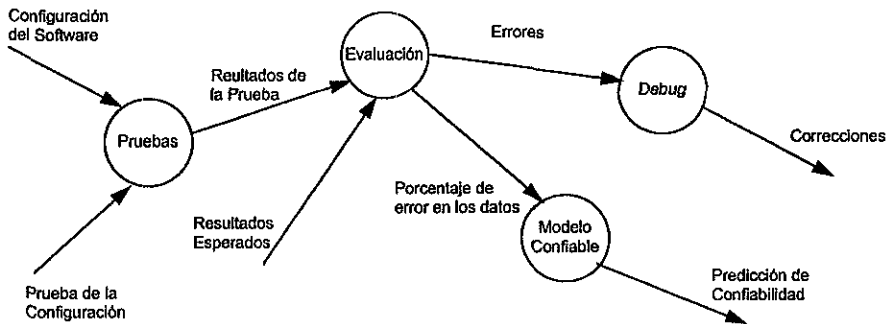 Configuración
del Software
Pruebas
Prueba de la
Configuración
Reultados de
la Prueba
Evaluación
Resultados
Esperados
Errores
Debug
Correcciones
Porcentaje de
error en los datos
Modelo
Confiable
Predicción de
Confiabilidad